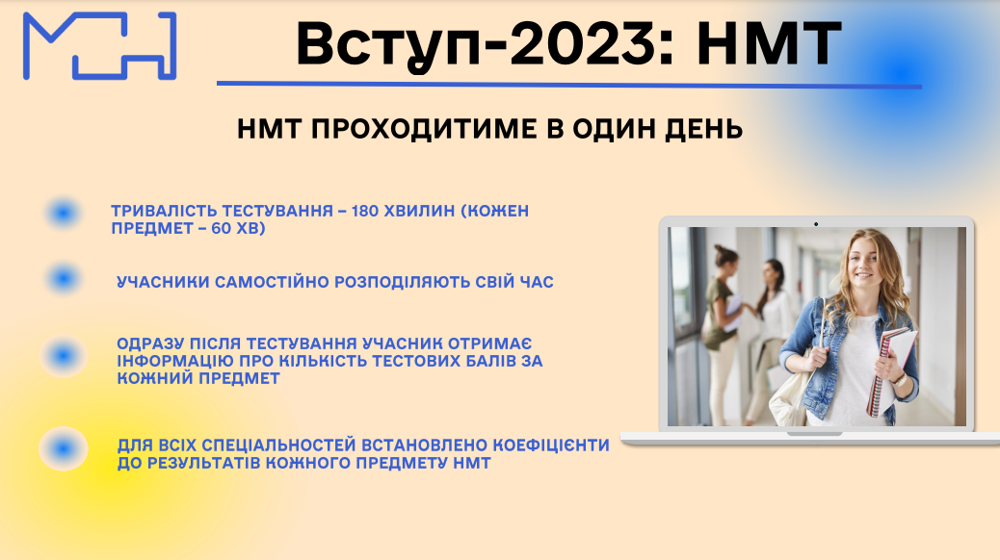 МОН
Вступ-2023: НМТ
НМТ ПРОХОДИТИМЕ В ОДИН ДЕНЬ
ТРИВАЛІСТЬ ТЕСТУВАННЯ – 180 ХВИЛИН (КОЖЕН
ПРЕДМЕТ – 60 ХВ)
УЧАСНИКИ САМОСТІЙНО РОЗПОДІЛЯЮТЬ СВІЙ ЧАС
ОДРАЗУ ПІСЛЯ ТЕСТУВАННЯ УЧАСНИК ОТРИМАЄ
ІНФОРМАЦІЮ ПРО КІЛЬКІСТЬ ТЕСТОВИХ БАЛІВ ЗА
КОЖНИЙ ПРЕДМЕТ
ДЛЯ ВСІХ СПЕЦІАЛЬНОСТЕЙ ВСТАНОВЛЕНО КОЕФІЦІЄНТИ
ДО РЕЗУЛЬТАТІВ КОЖНОГО ПРЕДМЕТУ НМТ